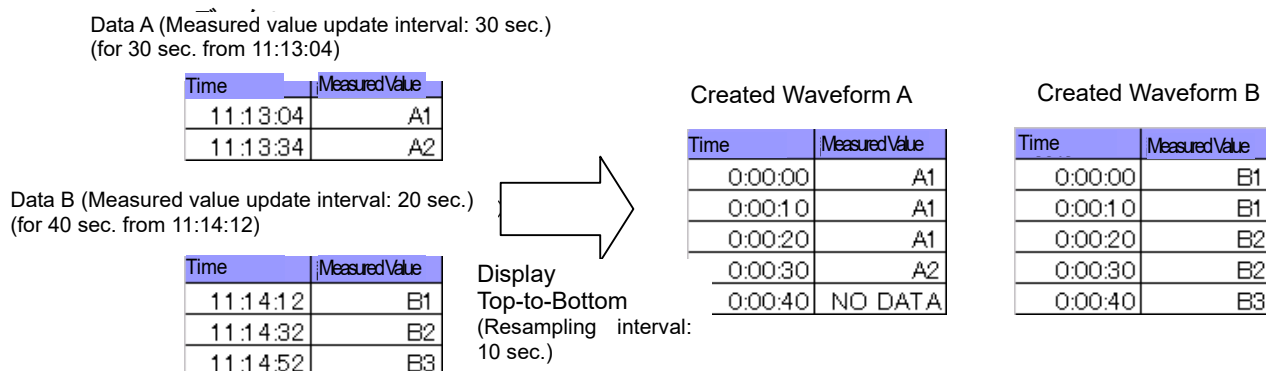 Data A (Measured value update interval: 30 sec.)
(for 30 sec. from 11:13:04)
Time Measured Value
11:13:04 A1
11:13:34 A2
Data B (Measured value update interval: 20 sec.)
(for 40 sec. from 11:14:12)
Time Measured Value
11:14:12 B1
11:14:32 B2
11:14:52 B3
Display
Top-to-Bottom
(Resampling interval:
10 sec.)
Created Waveform A
Time Measured Value
0:00:00 A1
0:00:10 A1
0:00:20 A1
0:00:30 A2
0:00:40 NO DATA
Created Waveform B
Time Measured Value
0:00:00 B1
0:00:10 B1
0:00:20 B2
0:00:30 B2
0:00:40 B3